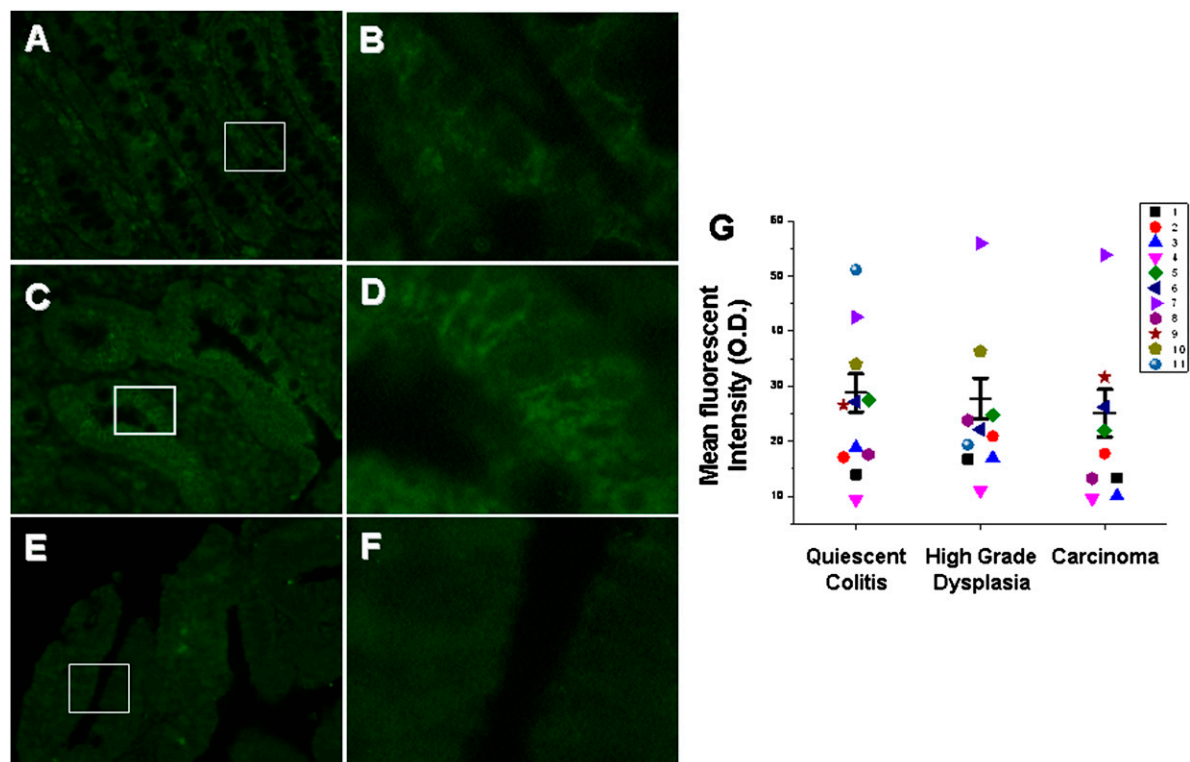 A
B
C
D
E
F
G
Mean fluorescent
Intensity (O.D.)
60
50
40
30
20
10
Quiescent
Colitis
High Grade
Dysplasia
Carcinoma
1
2
3
4
5
6
7
8
9
10
11